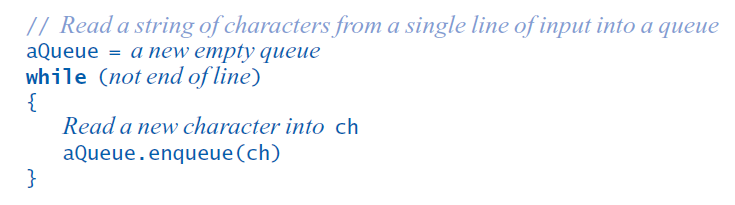 // Read a string of characters from a single line of input into a queue
aQueue = a new empty queue
while (not end of line)
{
Read a new character into ch
aQueue.enqueue(ch)
}